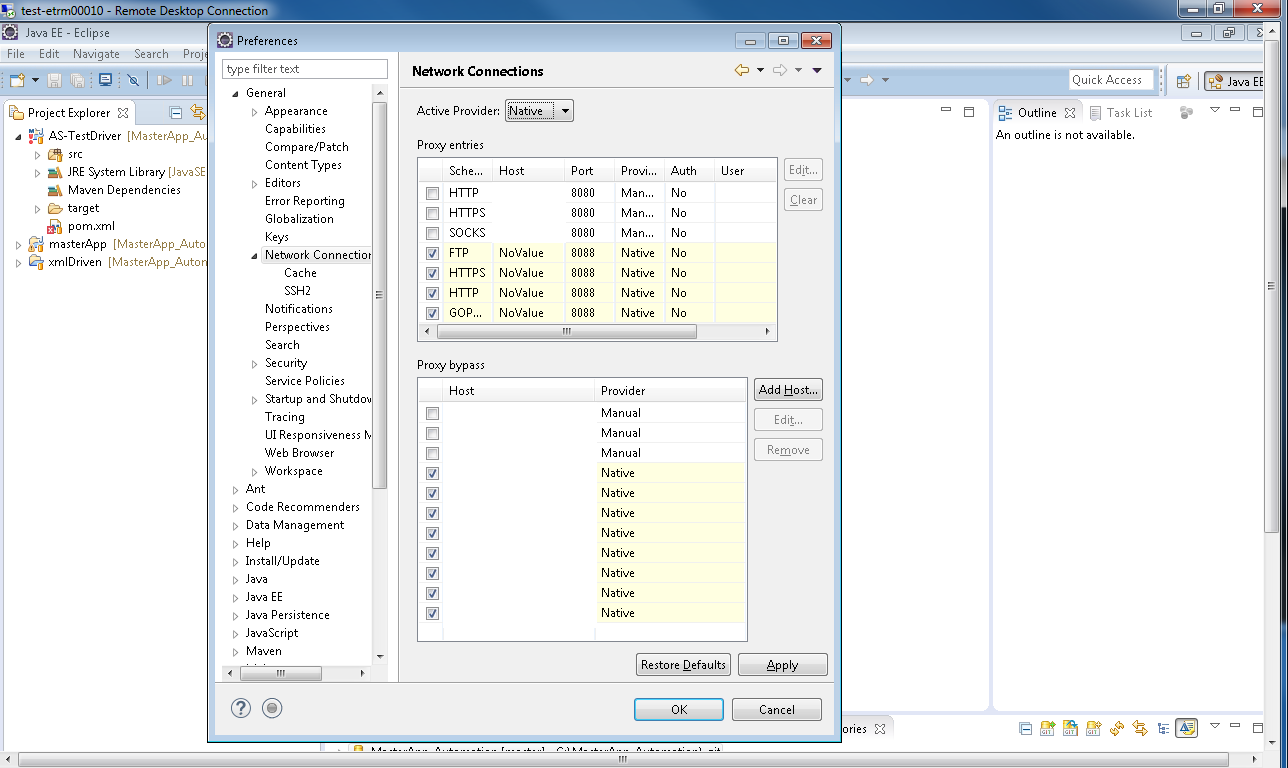 test-etrm00010 - Remote Desktop Connection
Java EE - Eclipse
File Edit Navigate Search Proje
Quick Access
Java EE
Project Explorer
AS-TestDriver [MasterApp_Au
src
JRE System Library [JavaSE
Maven Dependencies
target
pom.xml
masterApp [MasterApp_Auto
xmlDriven [MasterApp_Auton
Preferences
type filter text
General
Appearance
Capabilities
Compare/Patch
Content Types
Editors
Error Reporting
Globalization
Keys
Network Connection
Cache
SSH2
Notifications
Perspectives
Search
Security
Service Policies
Startup and Shutdov
Tracing
UI Responsiveness M
Web Browser
Workspace
Ant
Code Recommenders
Data Management
Help
Install/Update
Java
Java EE
Java Persistence
JavaScript
Maven
Network Connections
Active Provider: Native
Proxy entries
Sche... Host Port Provi... Auth User
HTTP 8080 Man... No
HTTPS 8080 Man... No
SOCKS 8080 Man... No
FTP NoValue 8088 Native No
HTTPS NoValue 8088 Native No
HTTP NoValue 8088 Native No
GOP... NoValue 8088 Native No
Edit...
Clear
Proxy bypass
Host Provider
Manual
Manual
Manual
Native
Native
Native
Native
Native
Native
Native
Native
Add Host...
Edit...
Remove
Restore Defaults Apply
OK Cancel
Outline Task List
An outline is not available.
ories
MasterApp_Automation [master] - C:\MasterApp_Automation\.git